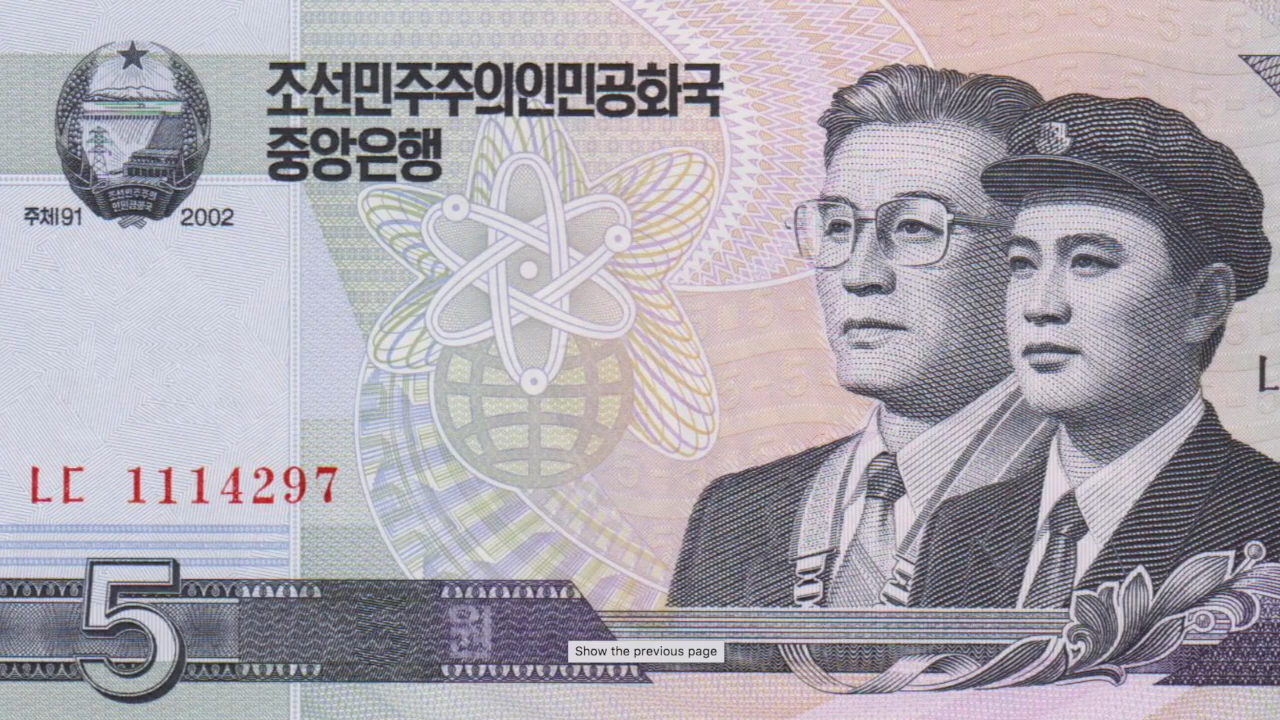 조선민주주의인민공화국
중앙은행
주체91 2002
ㄴㄷ 1114297
5
원
Show the previous page